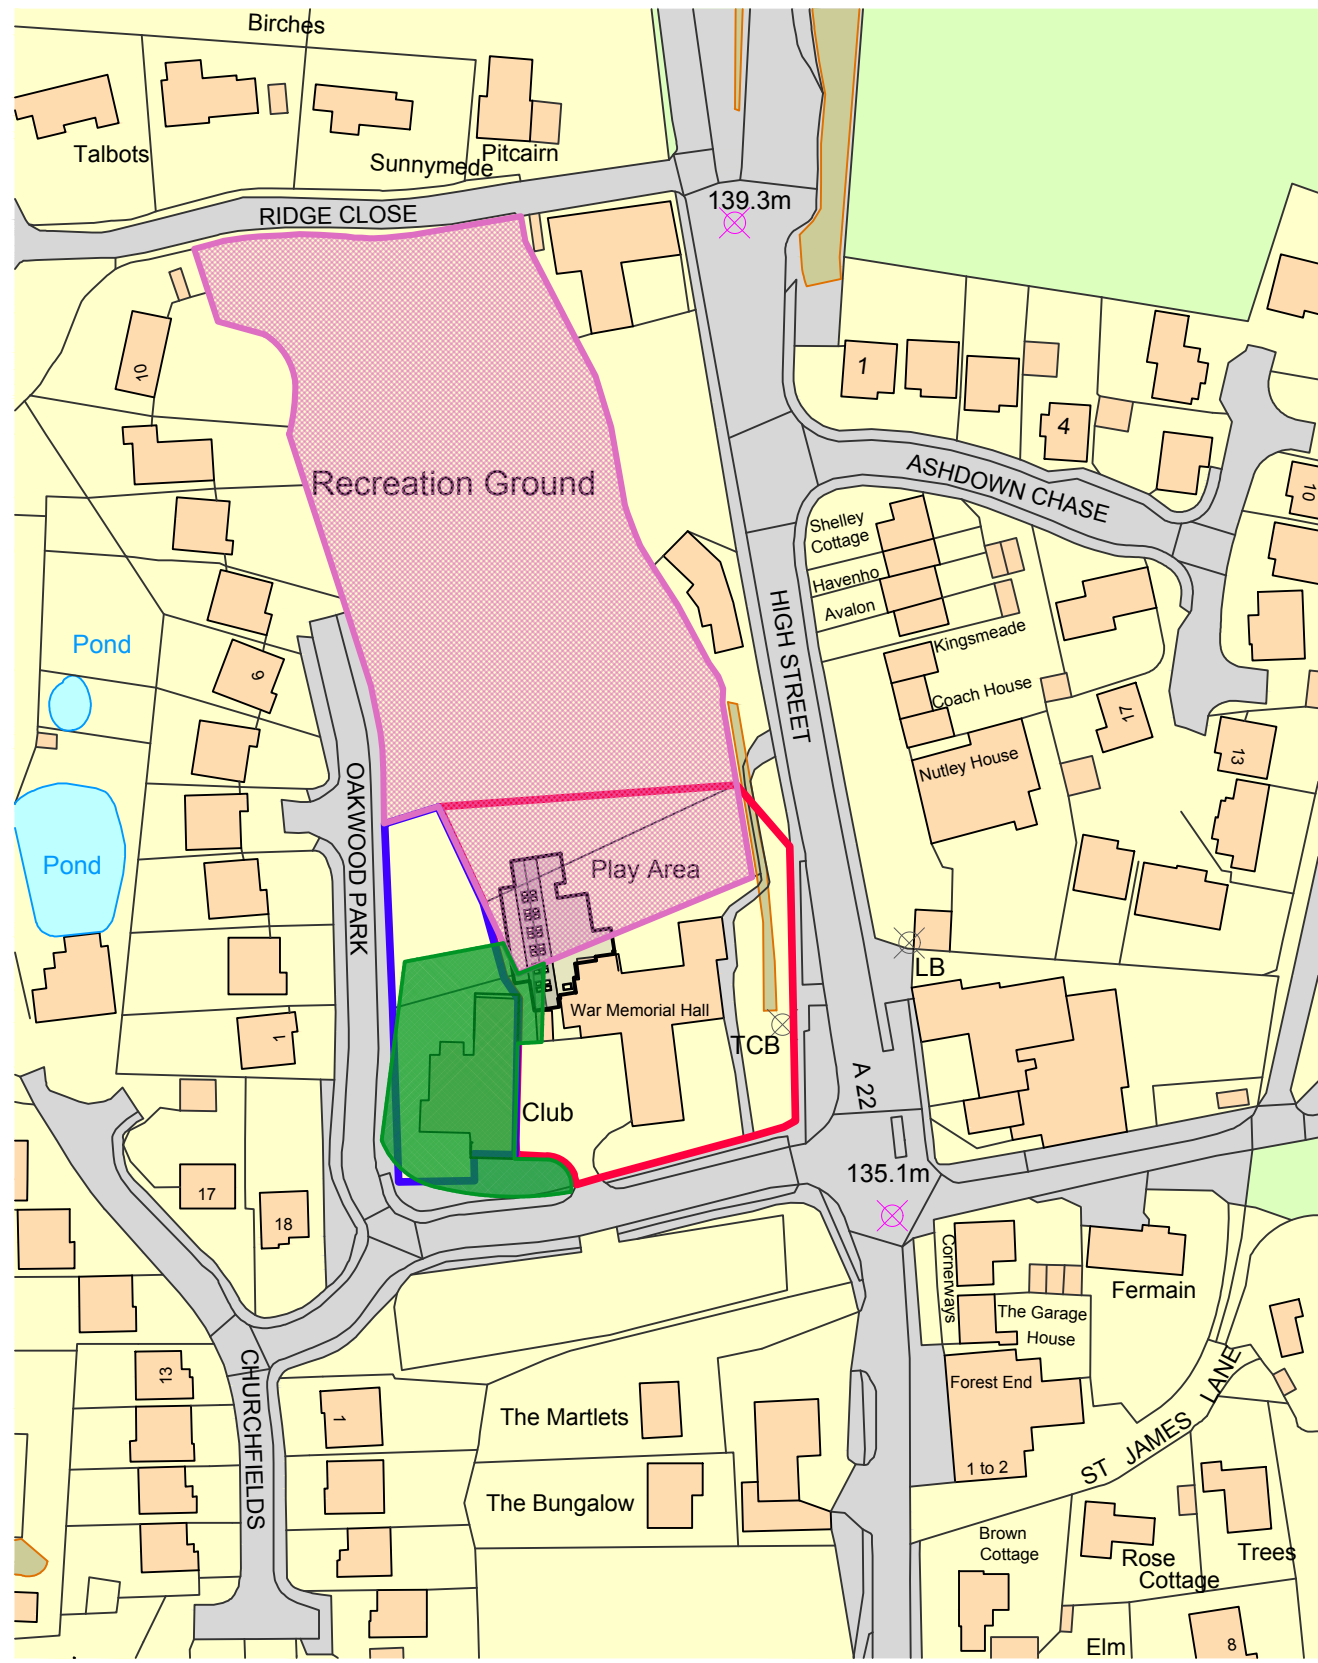 Birches
Talbots
Sunnymede
Pitcairn
RIDGE CLOSE
139.3m
10
1
4
Recreation Ground
ASHDOWN CHASE
10
Shelley
Cottage
Havenho
Avalon
HIGH STREET
Kingsmeade
Pond
9
Coach House
17
13
Nutley House
OAKWOOD PARK
Pond
Play Area
LB
War Memorial Hall
TCB
1
A 22
Club
135.1m
17
18
Cornerways
Fermain
The Garage
House
CHURCHFIELDS
13
1
Forest End
ST JAMES LANE
The Martlets
1 to 2
The Bungalow
Brown
Cottage
Rose
Cottage
Trees
Elm
8